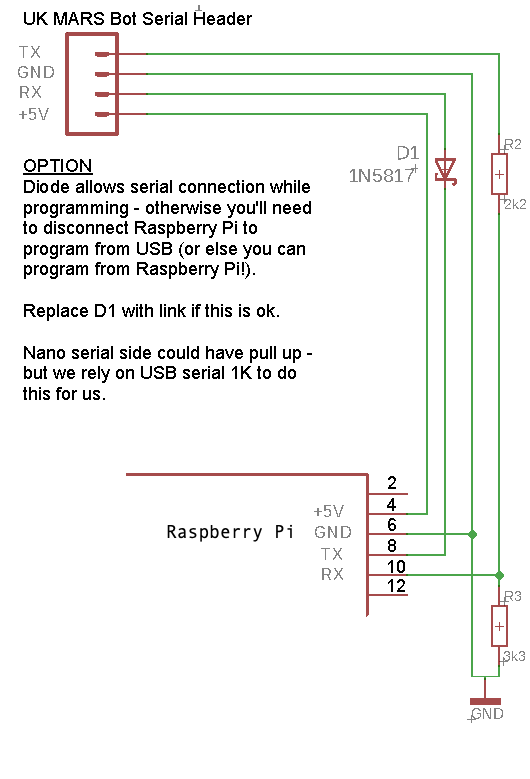 UK MARS Bot Serial Header
TX
GND
RX
+5V
OPTION
Diode allows serial connection while
programming - otherwise you'll need
to disconnect Raspberry Pi to
program from USB (or else you can
program from Raspberry Pi!).
Replace D1 with link if this is ok.
Nano serial side could have pull up -
but we rely on USB serial 1K to do
this for us.
D1
1N5817
R2
2k2
Raspberry Pi
2
+5V 4
GND 6
TX 8
RX 10
12
R3
3k3
GND